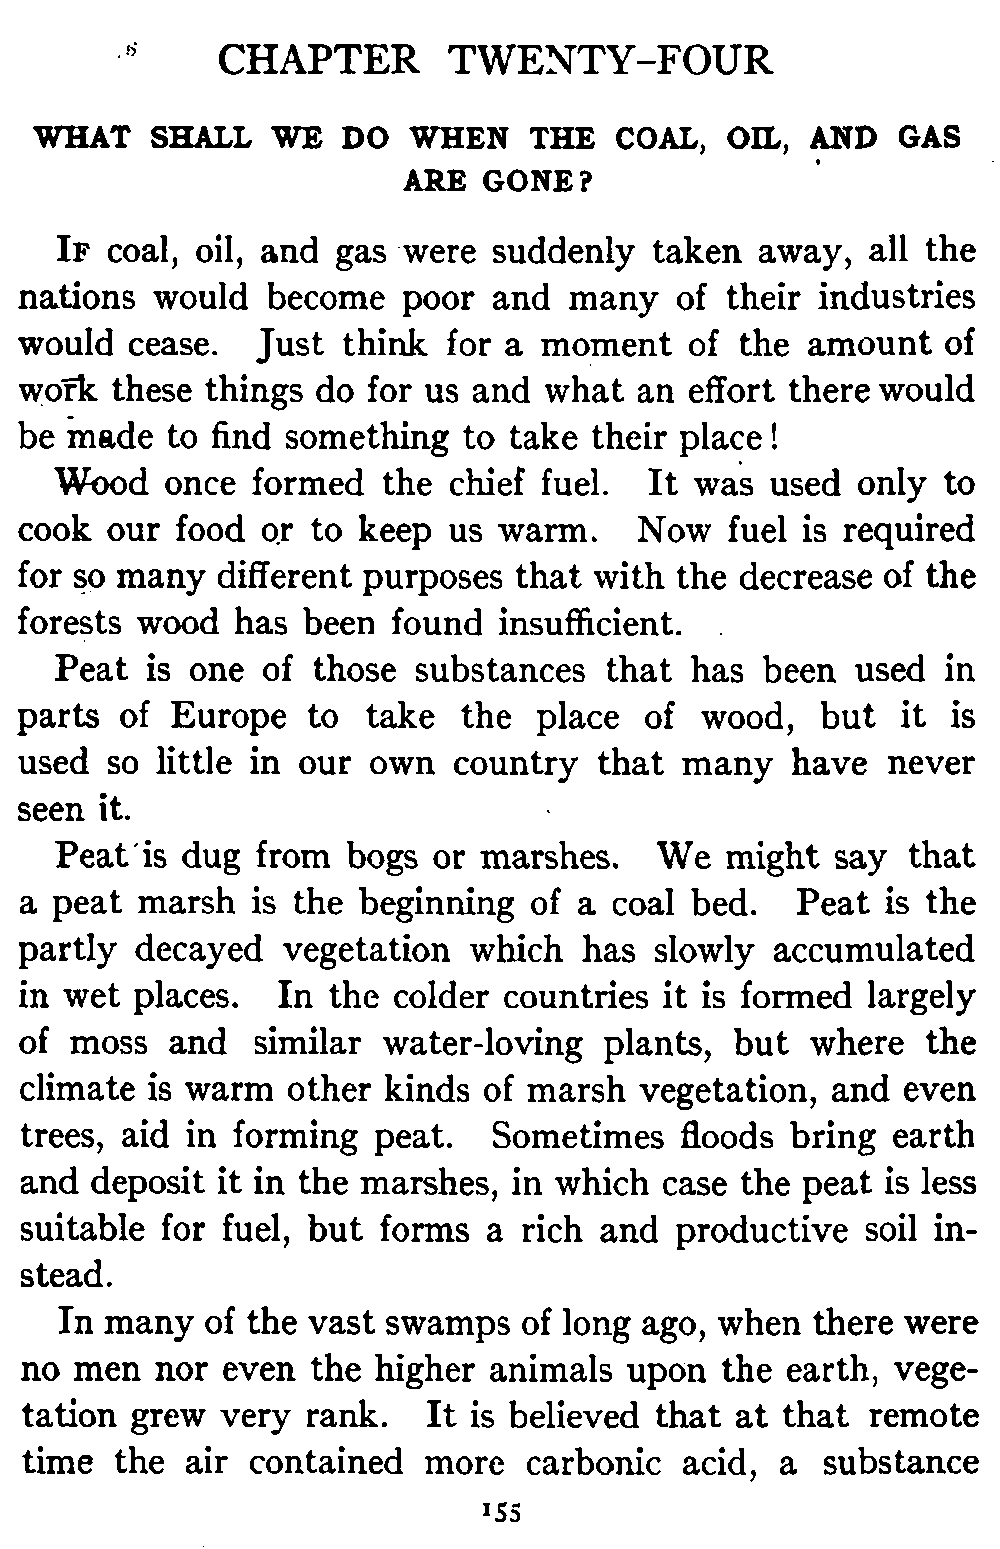 CHAPTER TWENTY-FOUR
WHAT SHALL WE DO WHEN THE COAL, OIL, AND GAS
ARE GONE?
If coal, oil, and gas were suddenly taken away, all the
nations would become poor and many of their industries
would cease. Just think for a moment of the amount of
work these things do for us and what an effort there would
be made to find something to take their place!
Wood once formed the chief fuel. It was used only to
cook our food or to keep us warm. Now fuel is required
for so many different purposes that with the decrease of the
forests wood has been found insufficient.
Peat is one of those substances that has been used in
parts of Europe to take the place of wood, but it is
used so little in our own country that many have never
seen it.
Peat is dug from bogs or marshes. We might say that
a peat marsh is the beginning of a coal bed. Peat is the
partly decayed vegetation which has slowly accumulated
in wet places. In the colder countries it is formed largely
of moss and similar water-loving plants, but where the
climate is warm other kinds of marsh vegetation, and even
trees, aid in forming peat. Sometimes floods bring earth
and deposit it in the marshes, in which case the peat is less
suitable for fuel, but forms a rich and productive soil in-
stead.
In many of the vast swamps of long ago, when there were
no men nor even the higher animals upon the earth, vege-
tation grew very rank. It is believed that at that remote
time the air contained more carbonic acid, a substance
155